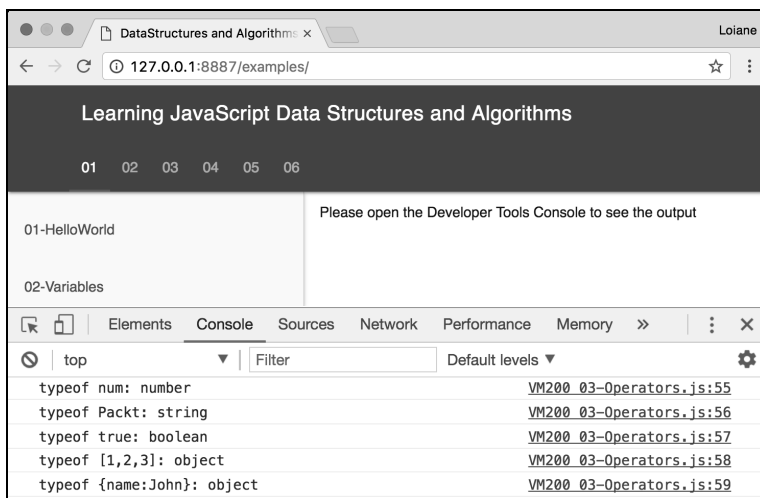 DataStructures and Algorithms
Loiane
127.0.0.1:8887/examples/
Learning JavaScript Data Structures and Algorithms
01 02 03 04 05 06
Please open the Developer Tools Console to see the output
01-HelloWorld
02-Variables
Elements Console Sources Network Performance Memory »
top Filter Default levels
typeof num: number VM200 03-Operators.js:55
typeof Packt: string VM200 03-Operators.js:56
typeof true: boolean VM200 03-Operators.js:57
typeof [1,2,3]: object VM200 03-Operators.js:58
typeof {name:John}: object VM200 03-Operators.js:59